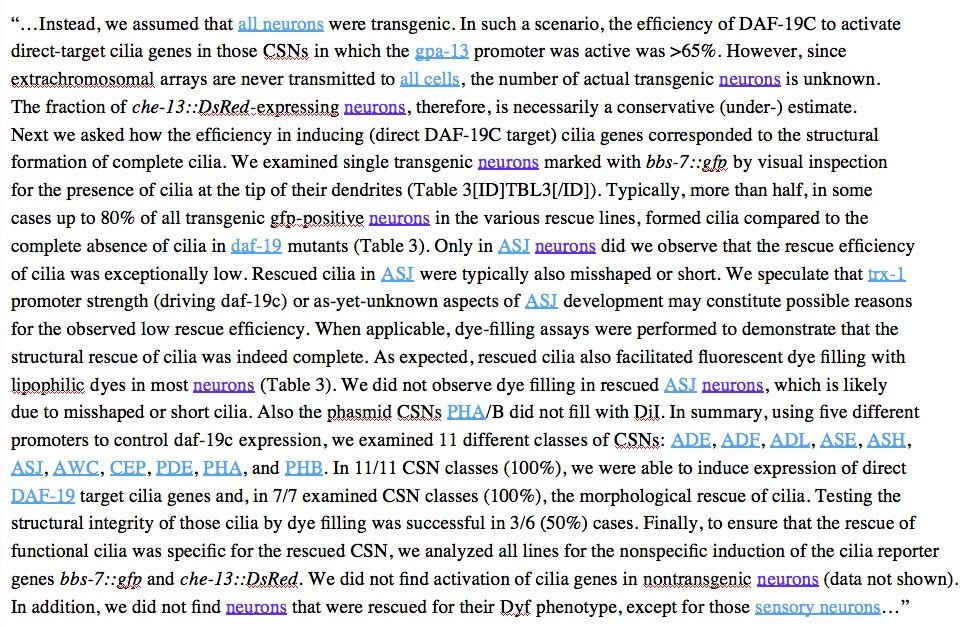 “…Instead, we assumed that all neurons were transgenic. In such a scenario, the efficiency of DAF-19C to activate
direct-target cilia genes in those CSNs in which the gpa-13 promoter was active was >65%. However, since
extrachromosomal arrays are never transmitted to all cells, the number of actual transgenic neurons is unknown.
The fraction of che-13::DsRed-expressing neurons, therefore, is necessarily a conservative (under-) estimate.
Next we asked how the efficiency in inducing (direct DAF-19C target) cilia genes corresponded to the structural
formation of complete cilia. We examined single transgenic neurons marked with bbs-7::gfp by visual inspection
for the presence of cilia at the tip of their dendrites (Table 3[ID]TBL3[/ID]). Typically, more than half, in some
cases up to 80% of all transgenic gfp-positive neurons in the various rescue lines, formed cilia compared to the
complete absence of cilia in daf-19 mutants (Table 3). Only in ASJ neurons did we observe that the rescue efficiency
of cilia was exceptionally low. Rescued cilia in ASJ were typically also misshaped or short. We speculate that trx-1
promoter strength (driving daf-19c) or as-yet-unknown aspects of ASJ development may constitute possible reasons
for the observed low rescue efficiency. When applicable, dye-filling assays were performed to demonstrate that the
structural rescue of cilia was indeed complete. As expected, rescued cilia also facilitated fluorescent dye filling with
lipophilic dyes in most neurons (Table 3). We did not observe dye filling in rescued ASJ neurons, which is likely
due to misshaped or short cilia. Also the phasmid CSNs PHA/B did not fill with DiI. In summary, using five different
promoters to control daf-19c expression, we examined 11 different classes of CSNs: ADE, ADF, ADL, ASE, ASH,
ASJ, AWC, CEP, PDE, PHA, and PHB. In 11/11 CSN classes (100%), we were able to induce expression of direct
DAF-19 target cilia genes and, in 7/7 examined CSN classes (100%), the morphological rescue of cilia. Testing the
structural integrity of those cilia by dye filling was successful in 3/6 (50%) cases. Finally, to ensure that the rescue of
functional cilia was specific for the rescued CSN, we analyzed all lines for the nonspecific induction of the cilia reporter
genes bbs-7::gfp and che-13::DsRed. We did not find activation of cilia genes in nontransgenic neurons (data not shown).
In addition, we did not find neurons that were rescued for their Dyf phenotype, except for those sensory neurons…”